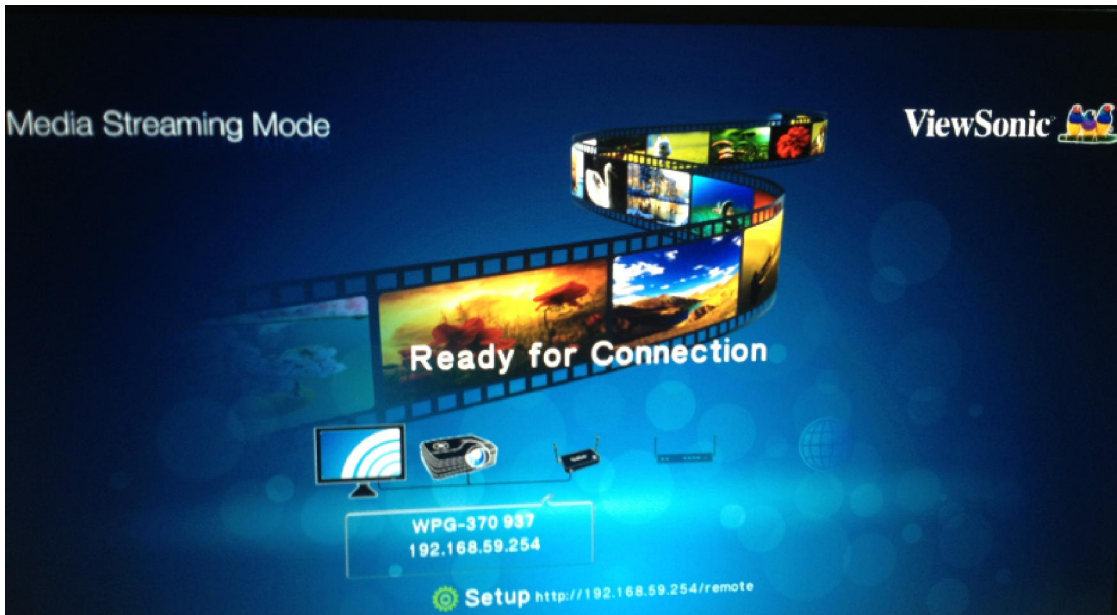 Media Streaming Mode
ViewSonic
Ready for Connection
WPG-370 937
192.168.59.254
Setup http://192.168.59.254/remote